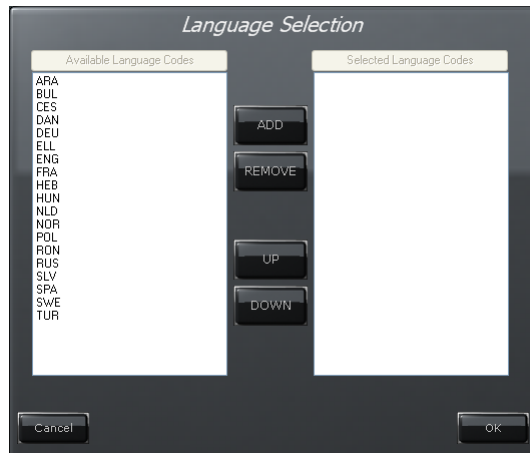 Language Selection
Available Language Codes
Selected Language Codes
ARA
BUL
CES
DAN
DEU
ELL
ENG
FRA
HEB
HUN
NLD
NOR
POL
RON
RUS
SLV
SPA
SWE
TUR
ADD
REMOVE
UP
DOWN
Cancel
OK